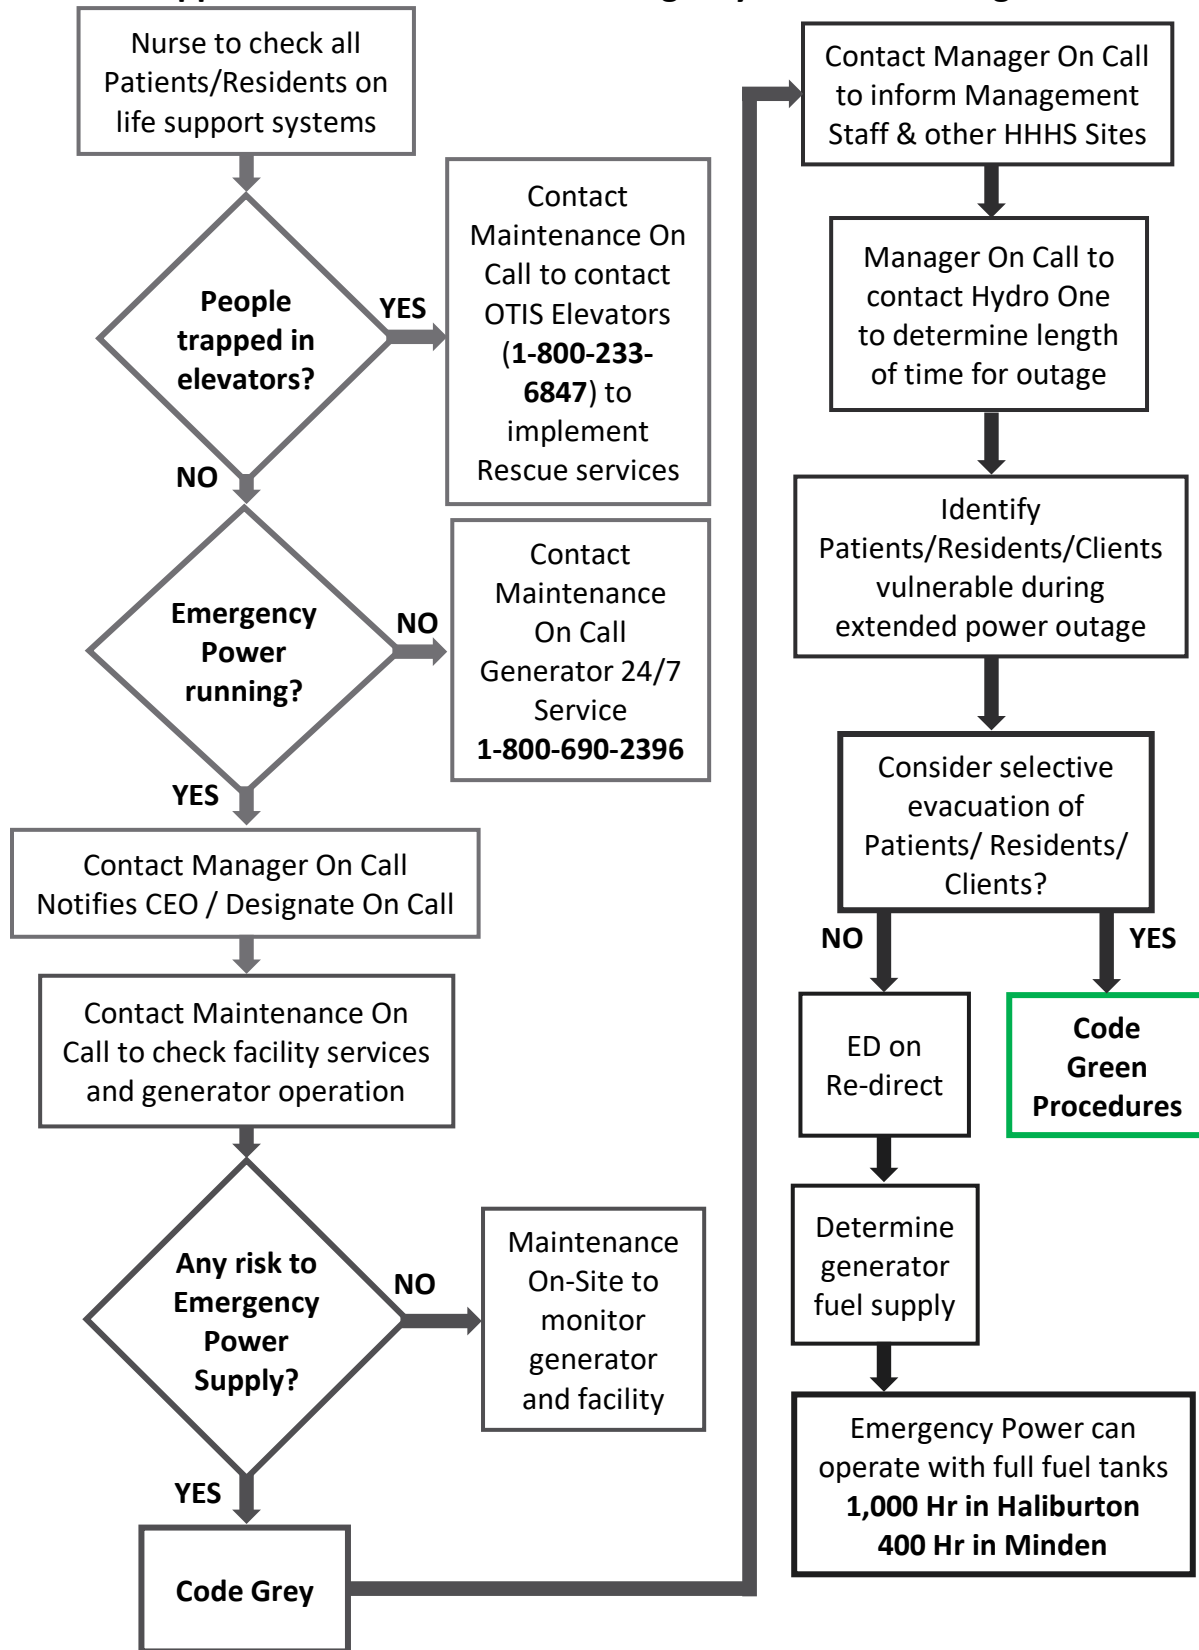 Nurse to check all
Patients/Residents on
life support systems
People
trapped in
elevators?
YES
Contact
Maintenance On
Call to contact
OTIS Elevators
(1-800-233-
6847) to
implement
Rescue services
NO
Emergency
Power
running?
NO
Contact
Maintenance
On Call
Generator 24/7
Service
1-800-690-2396
YES
Contact Manager On Call
Notifies CEO / Designate On Call
Contact Maintenance On
Call to check facility services
and generator operation
Any risk to
Emergency
Power
Supply?
NO
Maintenance
On-Site to
monitor
generator
and facility
YES
Code Grey
Contact Manager On Call
to inform Management
Staff & other HHHS Sites
Manager On Call to
contact Hydro One
to determine length
of time for outage
Identify
Patients/Residents/Clients
vulnerable during
extended power outage
Consider selective
evacuation of
Patients/ Residents/
Clients?
NO
YES
ED on
Re-direct
Code
Green
Procedures
Determine
generator
fuel supply
Emergency Power can
operate with full fuel tanks
1,000 Hr in Haliburton
400 Hr in Minden